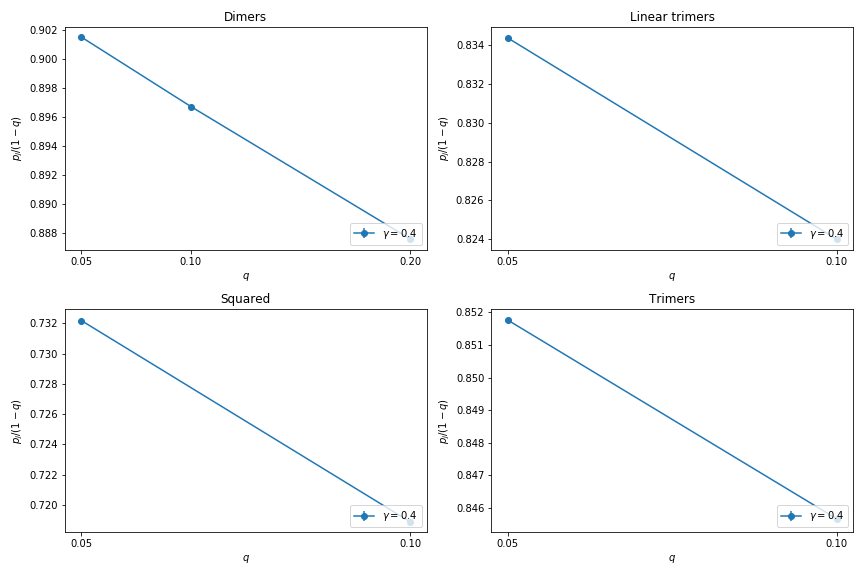 Dimers
0.902
0.900
0.898
0.896
0.894
0.892
0.890
0.888
p_j/(1 − q)
0.05
0.10
0.20
q
γ = 0.4
Linear trimers
0.834
0.832
0.830
0.828
0.826
0.824
p_j/(1 − q)
0.05
0.10
q
γ = 0.4
Squared
0.732
0.730
0.728
0.726
0.724
0.722
0.720
p_j/(1 − q)
0.05
0.10
q
γ = 0.4
Trimers
0.852
0.851
0.850
0.849
0.848
0.847
0.846
p_j/(1 − q)
0.05
0.10
q
γ = 0.4